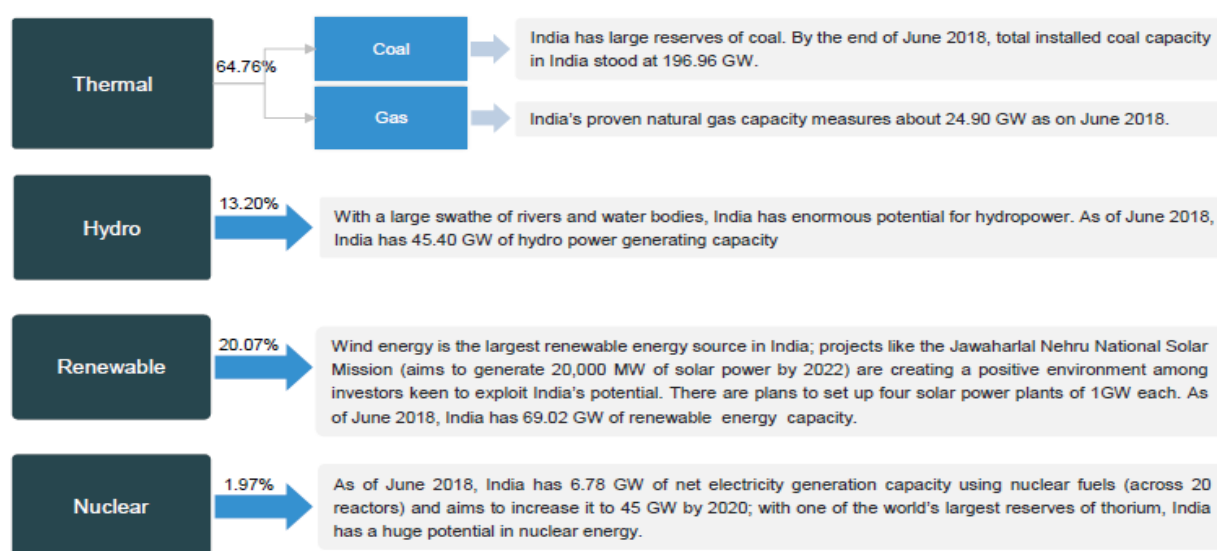 Thermal
64.76%
Coal
India has large reserves of coal. By the end of June 2018, total installed coal capacity
in India stood at 196.96 GW.
Gas
India's proven natural gas capacity measures about 24.90 GW as on June 2018.
Hydro
13.20%
With a large swathe of rivers and water bodies, India has enormous potential for hydropower. As of June 2018,
India has 45.40 GW of hydro power generating capacity
Renewable
20.07%
Wind energy is the largest renewable energy source in India; projects like the Jawaharlal Nehru National Solar
Mission (aims to generate 20,000 MW of solar power by 2022) are creating a positive environment among
investors keen to exploit India's potential. There are plans to set up four solar power plants of 1GW each. As
of June 2018, India has 69.02 GW of renewable energy capacity.
Nuclear
1.97%
As of June 2018, India has 6.78 GW of net electricity generation capacity using nuclear fuels (across 20
reactors) and aims to increase it to 45 GW by 2020; with one of the world's largest reserves of thorium, India
has a huge potential in nuclear energy.